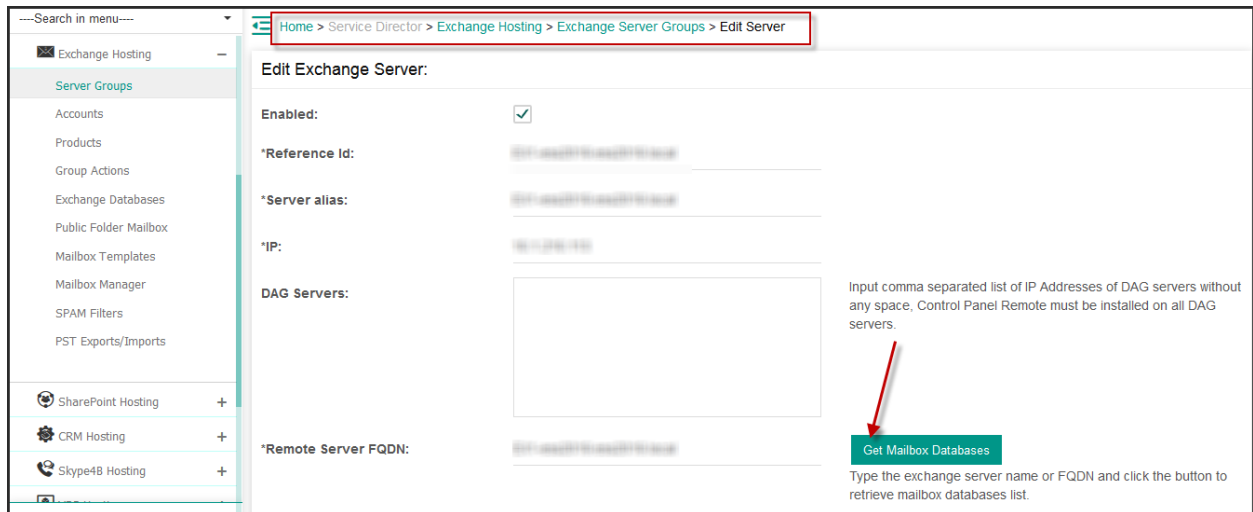 ----Search in menu----
Exchange Hosting
Server Groups
Accounts
Products
Group Actions
Exchange Databases
Public Folder Mailbox
Mailbox Templates
Mailbox Manager
SPAM Filters
PST Exports/Imports
SharePoint Hosting
CRM Hosting
Skype4B Hosting
Home > Service Director > Exchange Hosting > Exchange Server Groups > Edit Server
Edit Exchange Server:
Enabled:
*Reference Id:
*Server alias:
*IP:
DAG Servers:
Input comma separated list of IP Addresses of DAG servers without
any space, Control Panel Remote must be installed on all DAG
servers.
*Remote Server FQDN:
Get Mailbox Databases
Type the exchange server name or FQDN and click the button to
retrieve mailbox databases list.